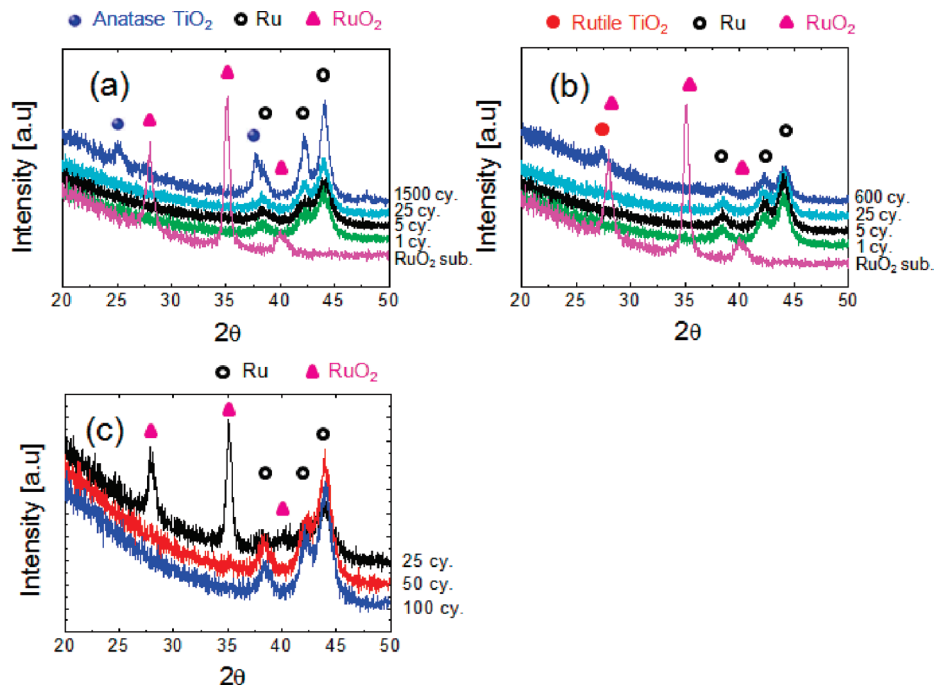 Anatase TiO₂ Ru RuO₂
(a)
Intensity [a.u]
1500 cy.
25 cy.
5 cy.
1 cy.
RuO₂ sub.
20 25 30 35 40 45 50
2θ
Rutile TiO₂ Ru RuO₂
(b)
Intensity [a.u]
600 cy.
25 cy.
5 cy.
1 cy.
RuO₂ sub.
20 25 30 35 40 45 50
2θ
Ru RuO₂
(c)
Intensity [a.u]
25 cy.
50 cy.
100 cy.
20 25 30 35 40 45 50
2θ